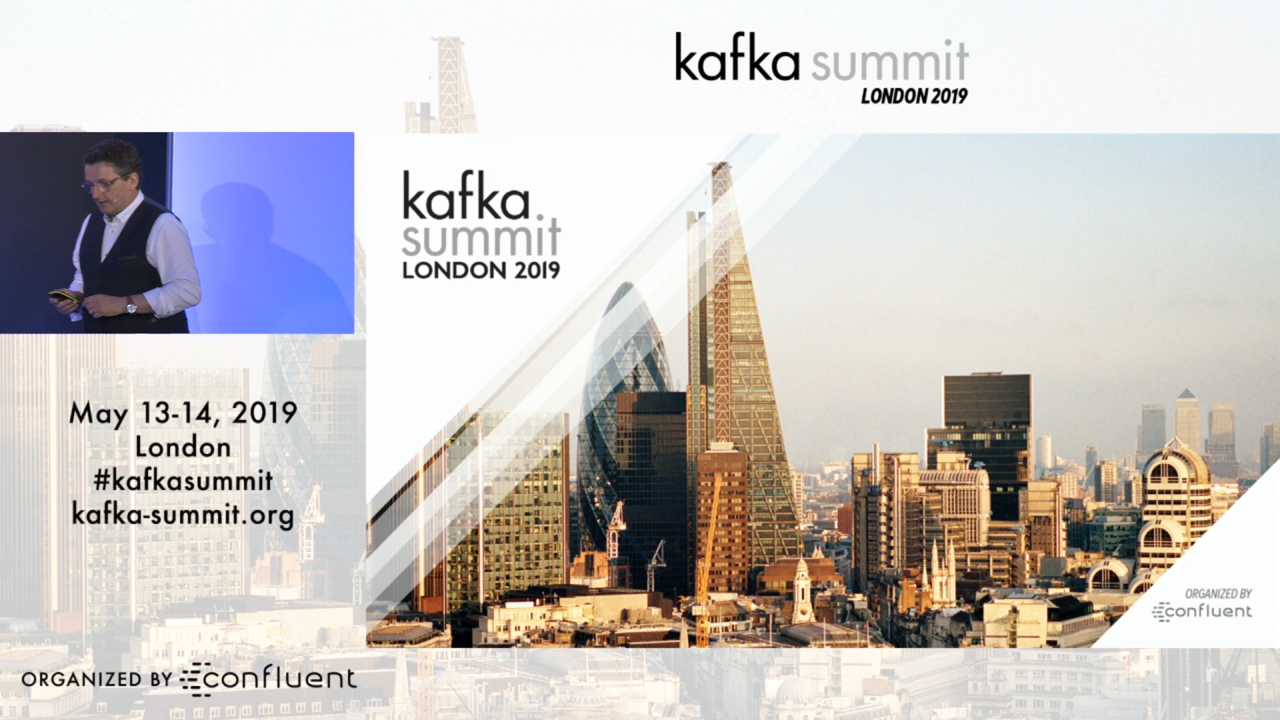 kafka summit
LONDON 2019
kafka
summit
LONDON 2019
May 13-14, 2019
London
#kafkasummit
kafka-summit.org
ORGANIZED BY
confluent
ORGANIZED BY confluent